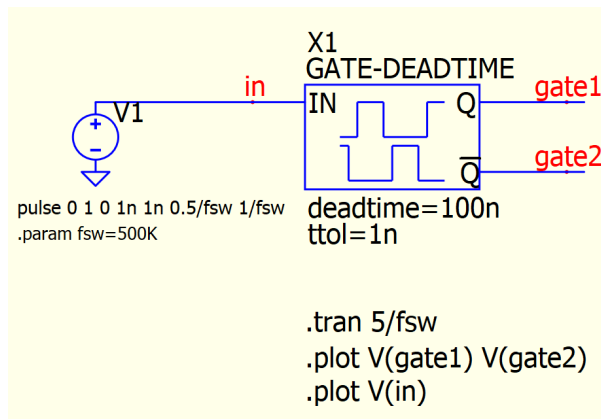 X1
GATE-DEADTIME
in
gate1
V1
IN
Q
gate2
Q̅
pulse 0 1 0 1n 1n 0.5/fsw 1/fsw
.param fsw=500K
deadtime=100n
ttol=1n
.tran 5/fsw
.plot V(gate1) V(gate2)
.plot V(in)